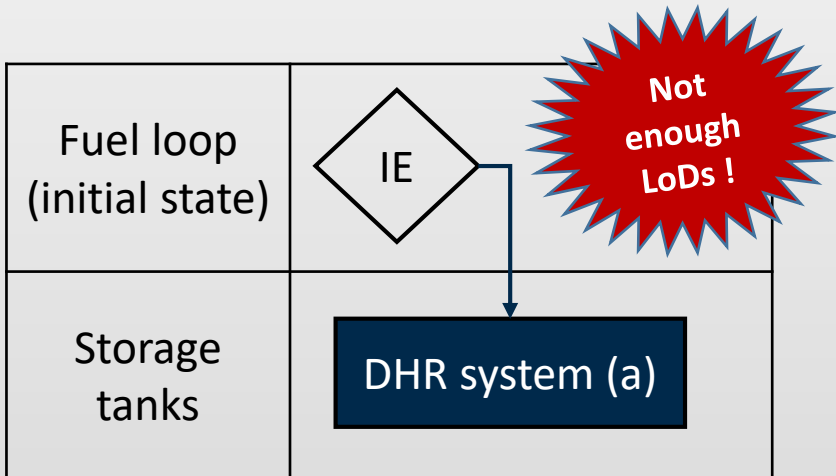 Fuel loop
(initial state)
IE
Not
enough
LoDs !
Storage
tanks
DHR system (a)